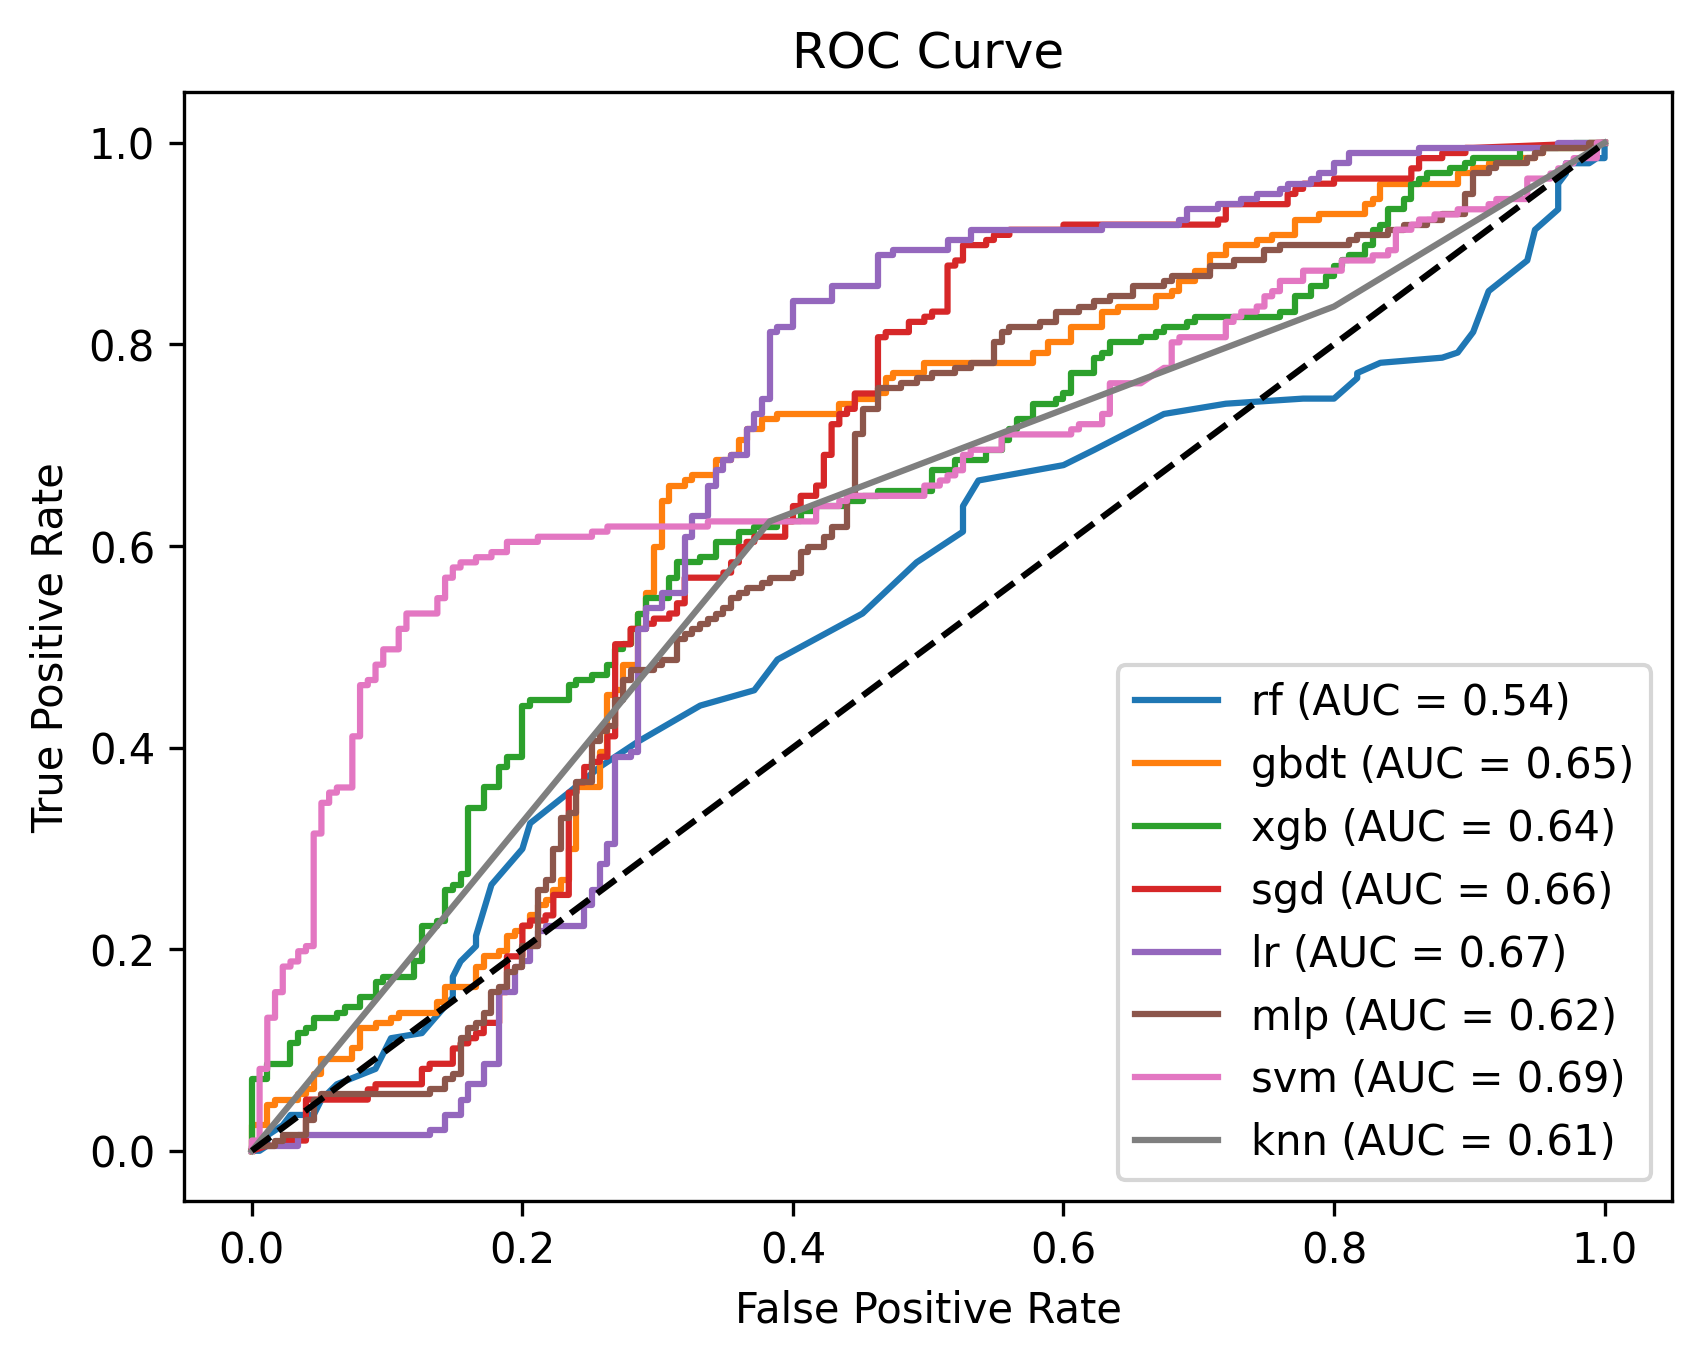 ROC Curve
True Positive Rate
1.0
0.8
0.6
0.4
0.2
0.0
rf (AUC = 0.54)
gbdt (AUC = 0.65)
xgb (AUC = 0.64)
sgd (AUC = 0.66)
lr (AUC = 0.67)
mlp (AUC = 0.62)
svm (AUC = 0.69)
knn (AUC = 0.61)
0.0 0.2 0.4 0.6 0.8 1.0
False Positive Rate